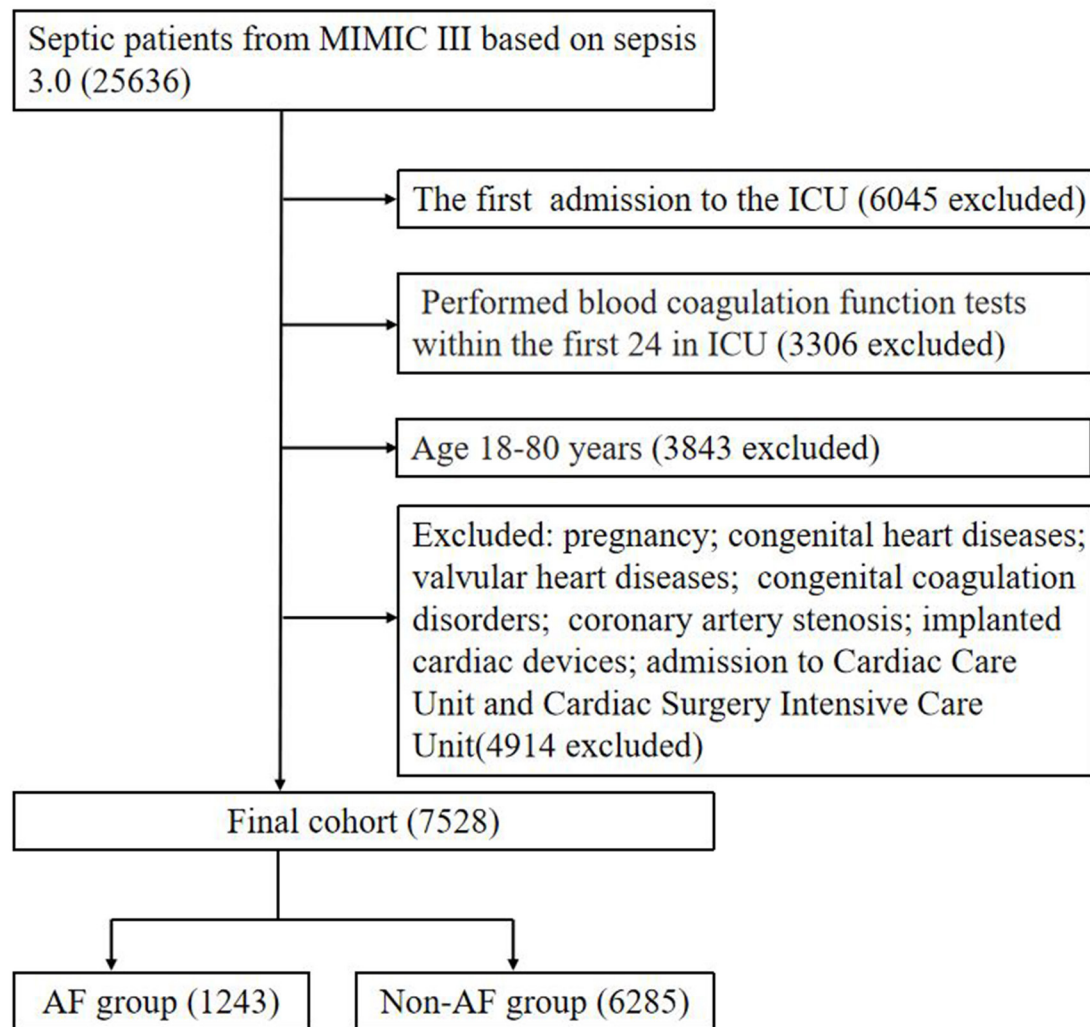 Septic patients from MIMIC III based on sepsis
3.0 (25636)
The first admission to the ICU (6045 excluded)
Performed blood coagulation function tests
within the first 24 in ICU (3306 excluded)
Age 18-80 years (3843 excluded)
Excluded: pregnancy; congenital heart diseases;
valvular heart diseases; congenital coagulation
disorders; coronary artery stenosis; implanted
cardiac devices; admission to Cardiac Care
Unit and Cardiac Surgery Intensive Care
Unit(4914 excluded)
Final cohort (7528)
AF group (1243)
Non-AF group (6285)